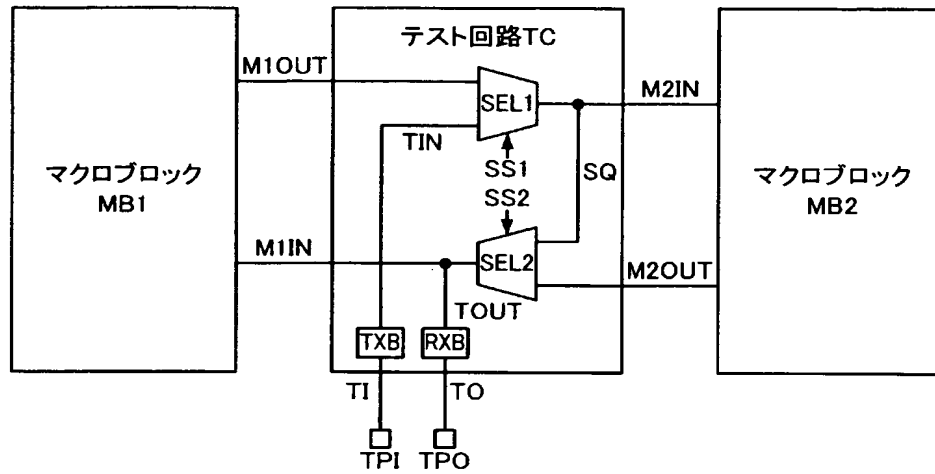 テスト回路TC
M1OUT
SEL1
M2IN
TIN
SS1
SQ
SS2
マクロブロック
MB1
マクロブロック
MB2
M1IN
SEL2
M2OUT
TOUT
TXB
RXB
TI
TO
TPI
TPO